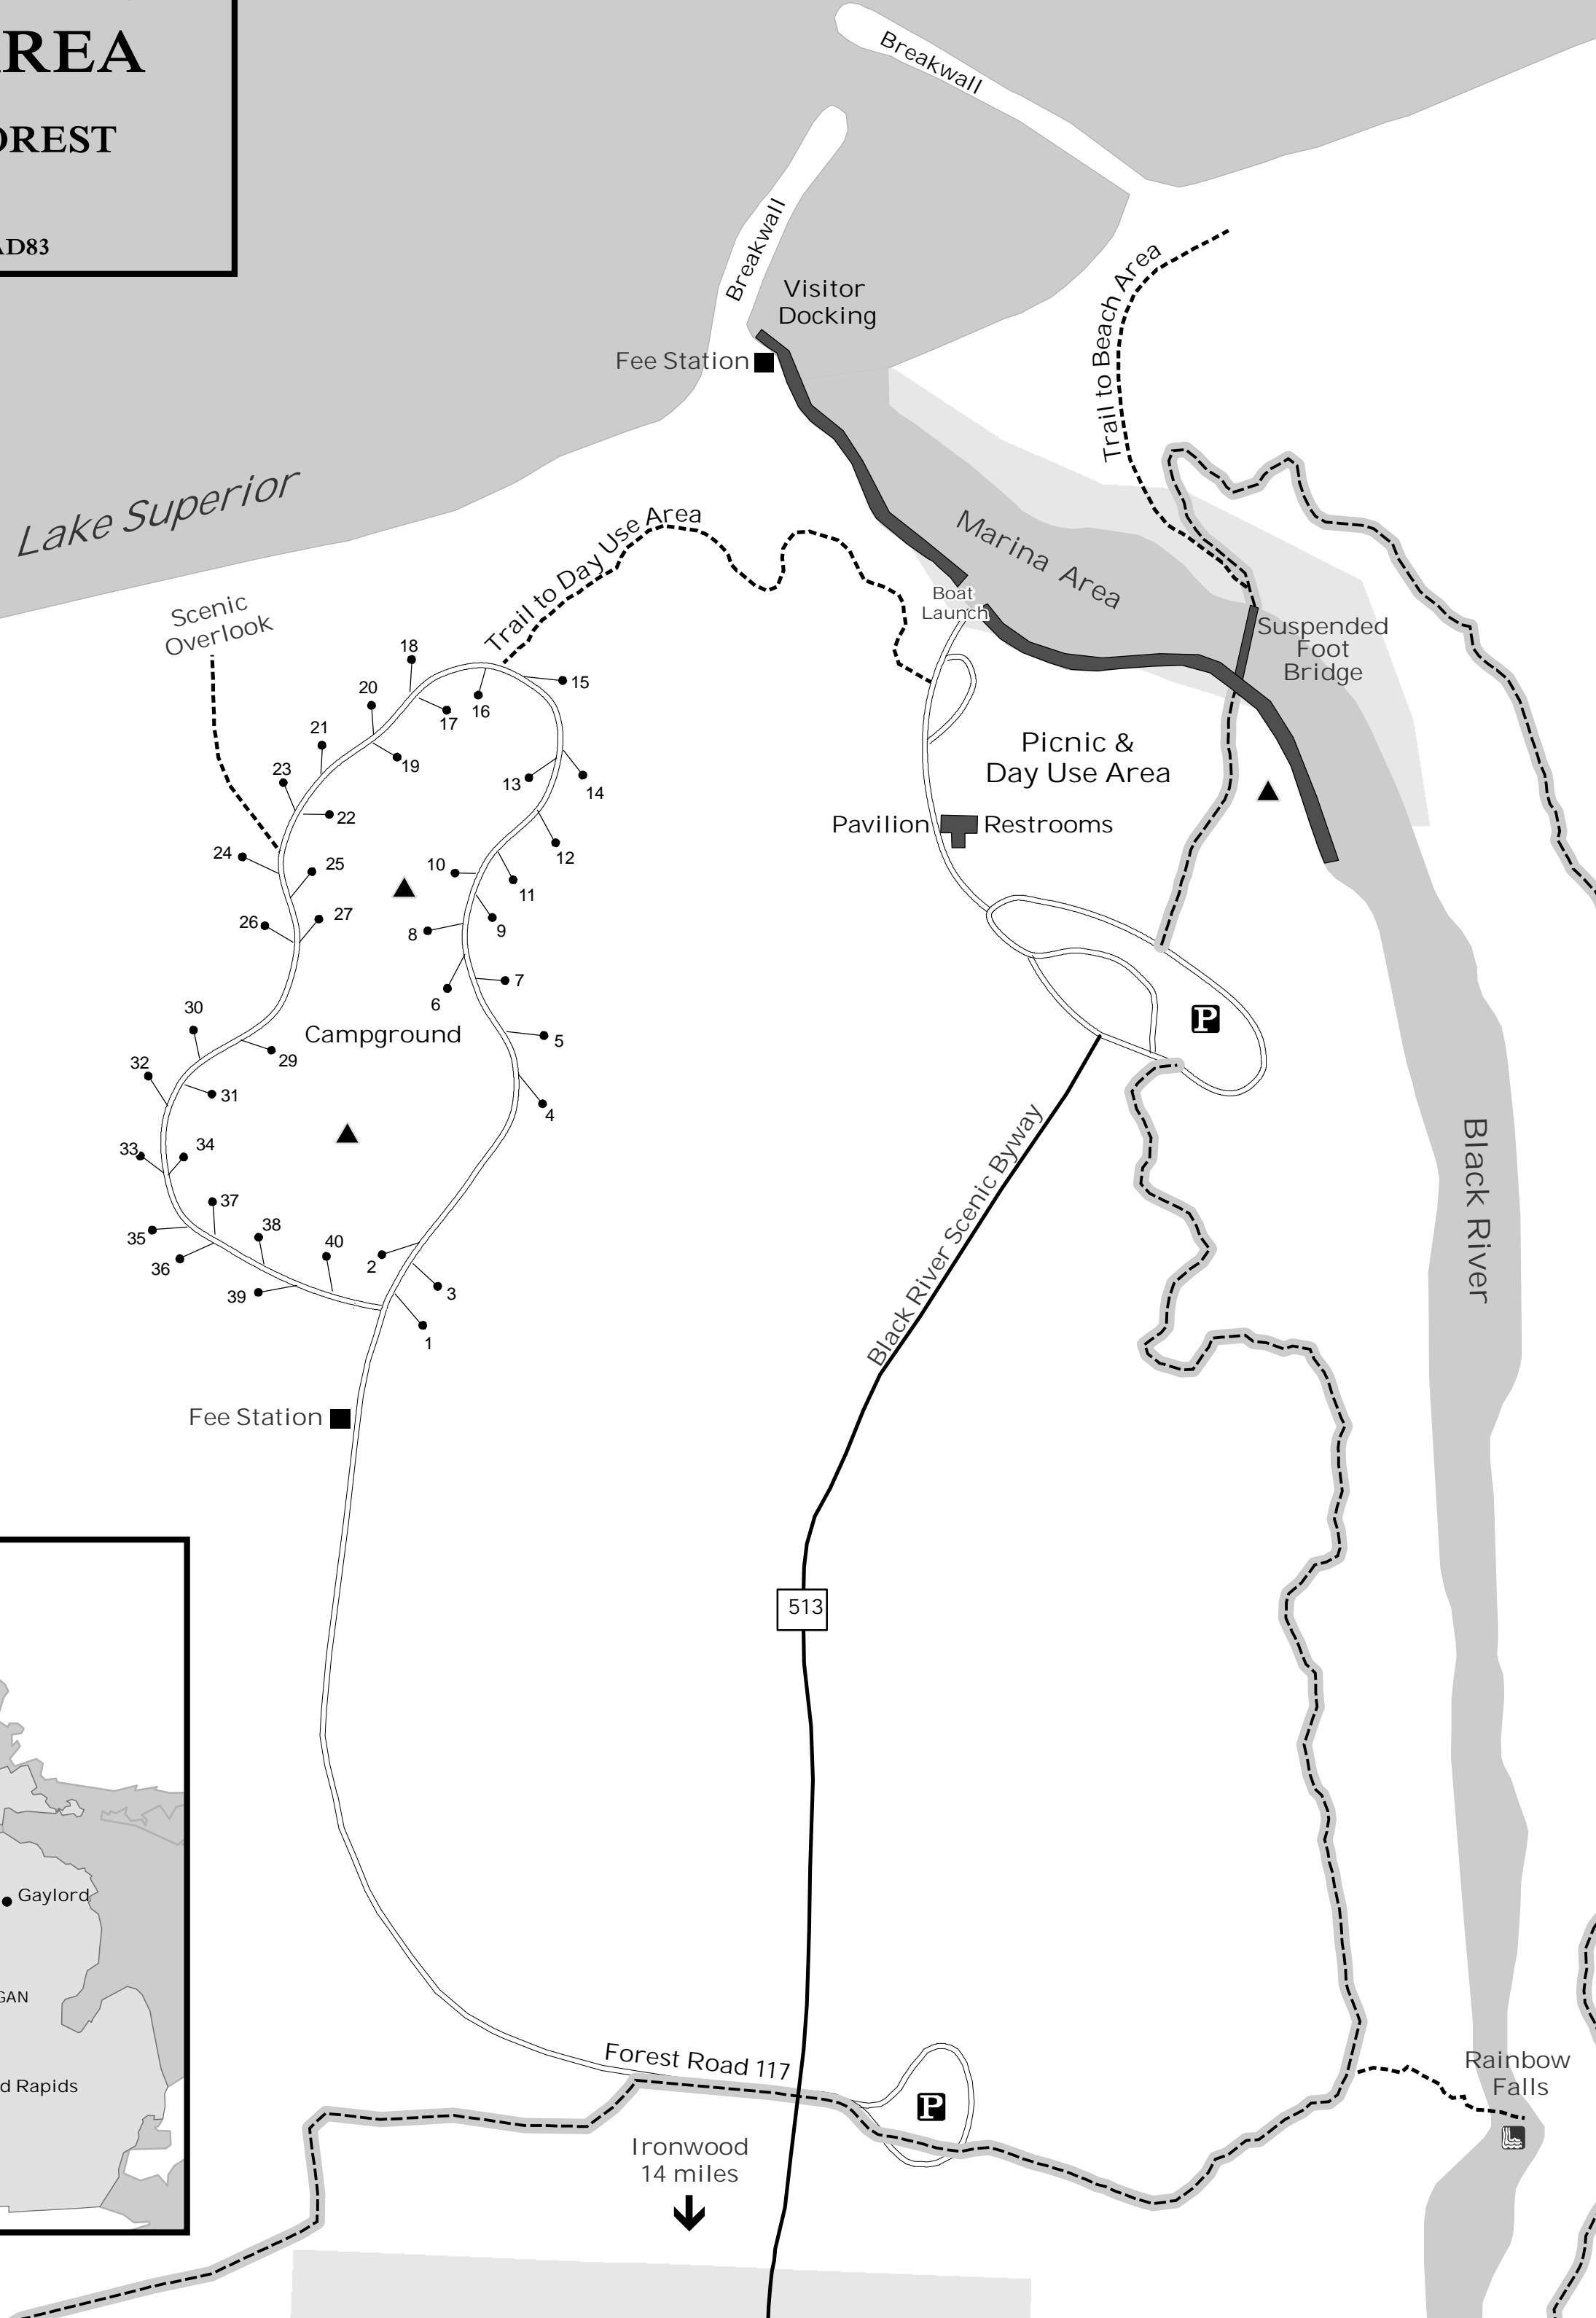 REA
OREST
AD83
Breakwall
Breakwall
Visitor
Docking
Fee Station
Trail to Beach Area
Lake Superior
Trail to Day Use Area
Marina Area
Scenic
Overlook
Boat
Launch
Suspended
Foot
Bridge
18
15
20
16
17
21
19
Picnic &
Day Use Area
23
13
14
22
Pavilion
Restrooms
24
25
10
12
11
26
27
8
9
7
6
30
Campground
5
29
32
31
4
33
34
37
35
38
36
40
2
39
3
1
Black River Scenic Byway
Black River
Fee Station
513
Gaylord
GAN
d Rapids
Forest Road 117
Rainbow
Falls
P
P
Ironwood
14 miles